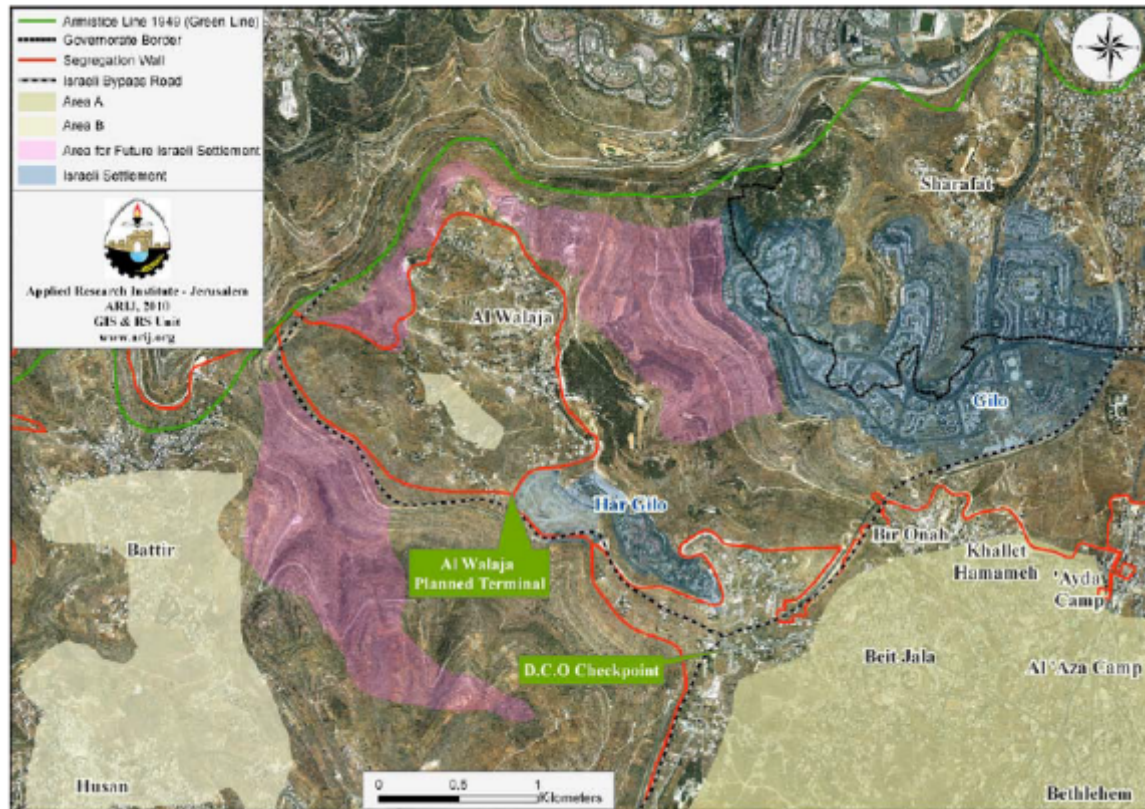 Armistice Line 1949 (Green Line)
Governorate Border
Segregation Wall
Israeli Bypass Road
Area A
Area B
Area for Future Israeli Settlement
Israeli Settlement
Applied Research Institute - Jerusalem
ARIJ, 2010
GIS & RS Unit
www.arij.org
Sharafat
Al Walaja
Gilo
Har Gilo
Battir
Al Walaja
Planned Terminal
Bir Onah
Khallet
Hamameh
'Ayda
Camp
D.C.O Checkpoint
Beit Jala
Al 'Aza Camp
Husan
0 0.5 1
Kilometers
Bethlehem